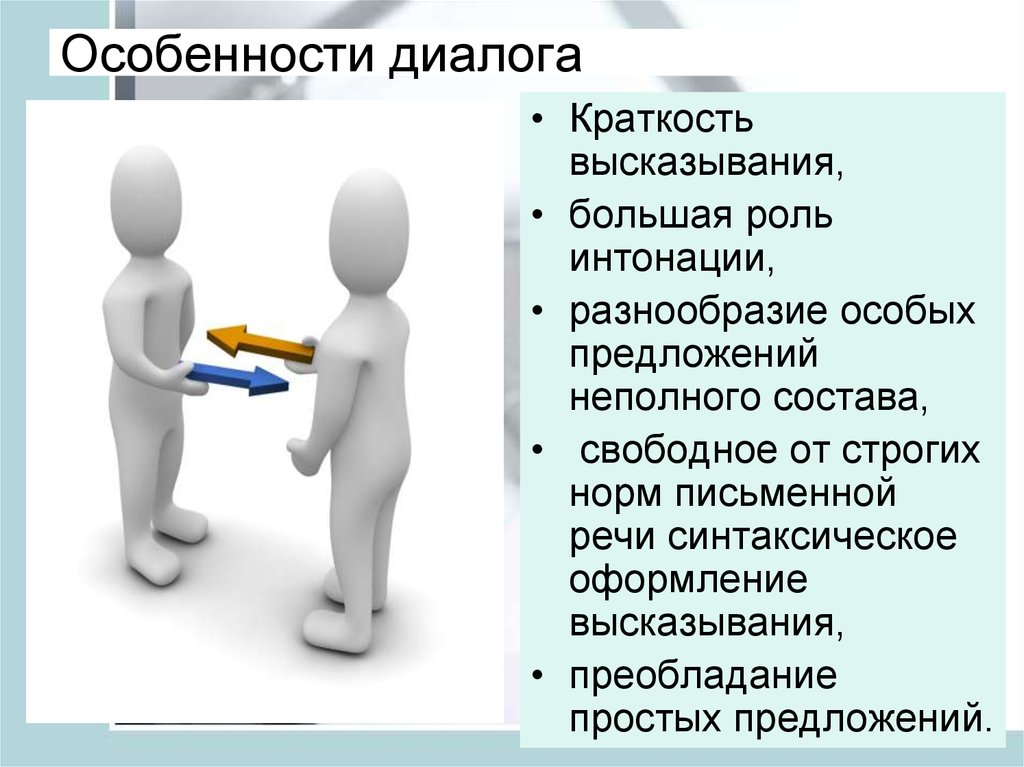 Особенности диалога
• Краткость
высказывания,
• большая роль
интонации,
• разнообразие особых
предложений
неполного состава,
• свободное от строгих
норм письменной
речи синтаксическое
оформление
высказывания,
• преобладание
простых предложений.